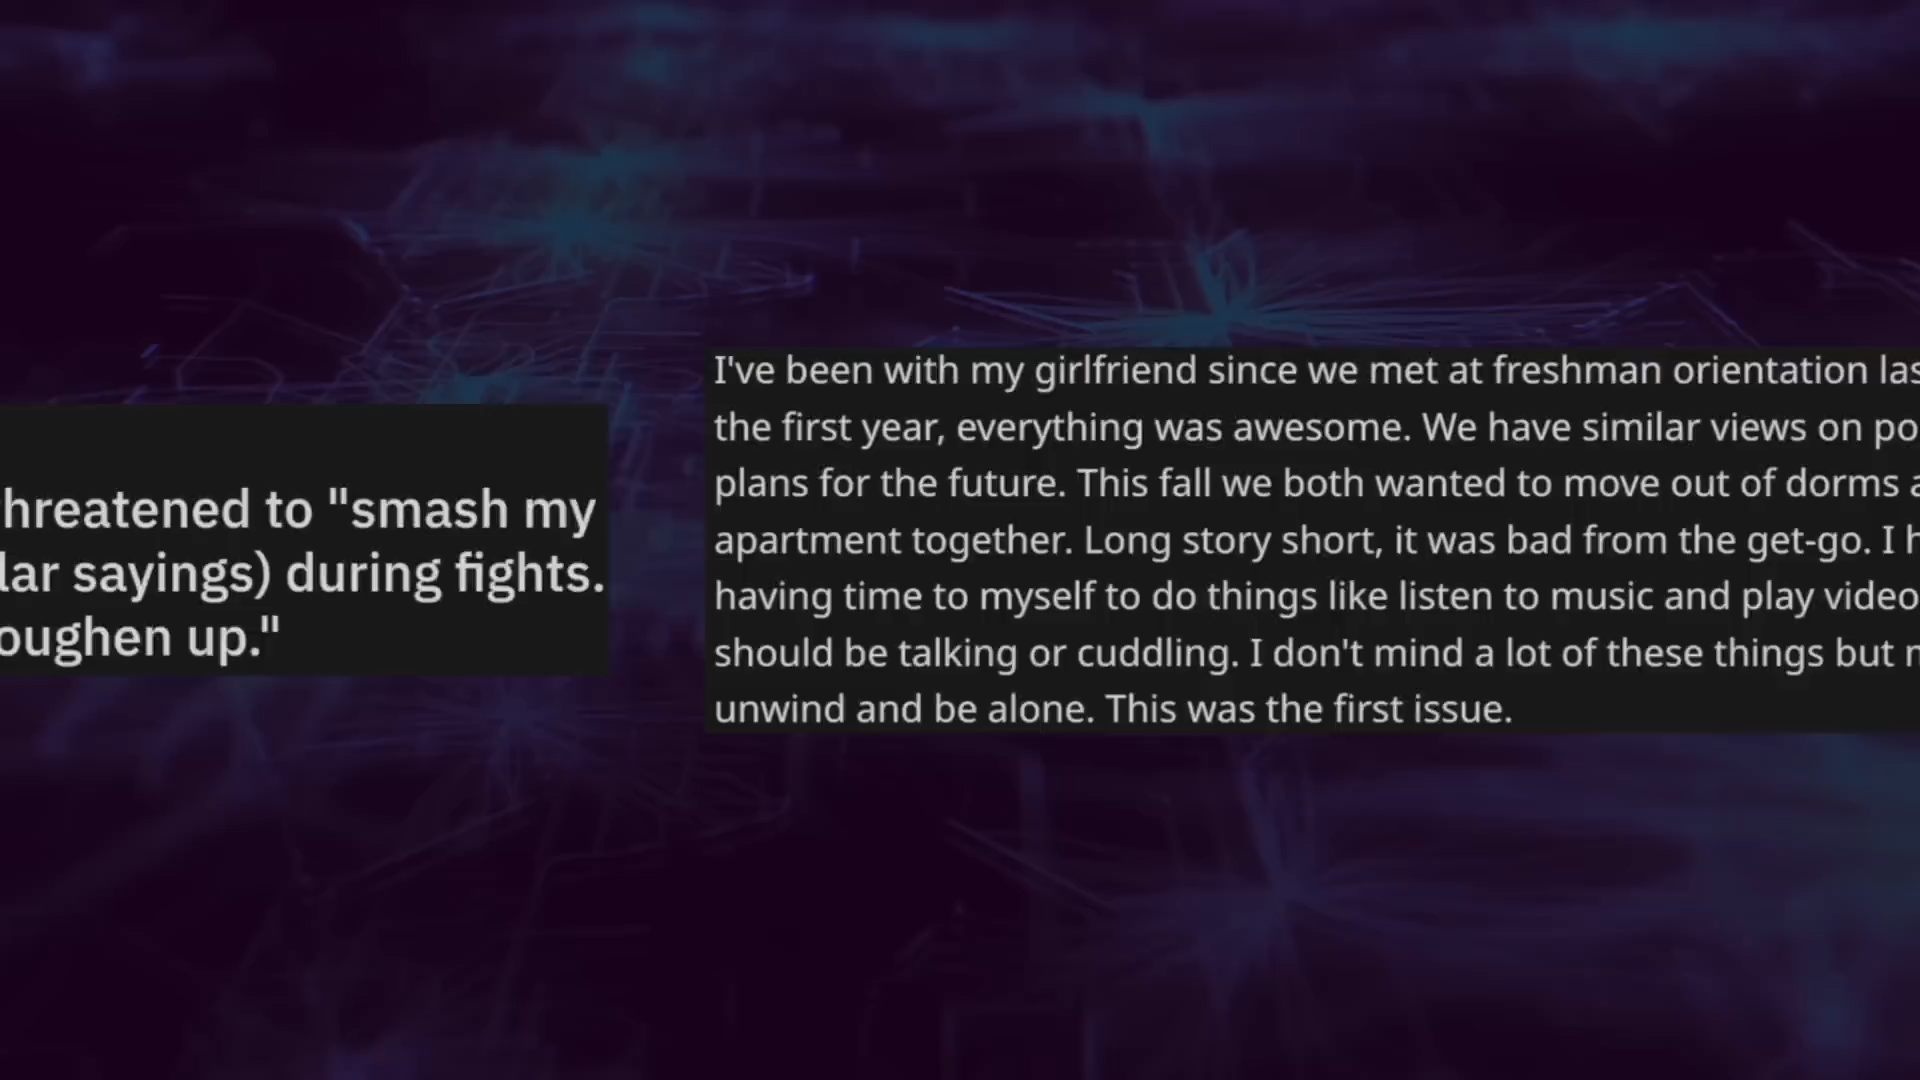 threatened to "smash my
lar sayings) during fights.
oughen up."
I've been with my girlfriend since we met at freshman orientation las
the first year, everything was awesome. We have similar views on po
plans for the future. This fall we both wanted to move out of dorms a
apartment together. Long story short, it was bad from the get-go. I h
having time to myself to do things like listen to music and play video
should be talking or cuddling. I don't mind a lot of these things but n
unwind and be alone. This was the first issue.